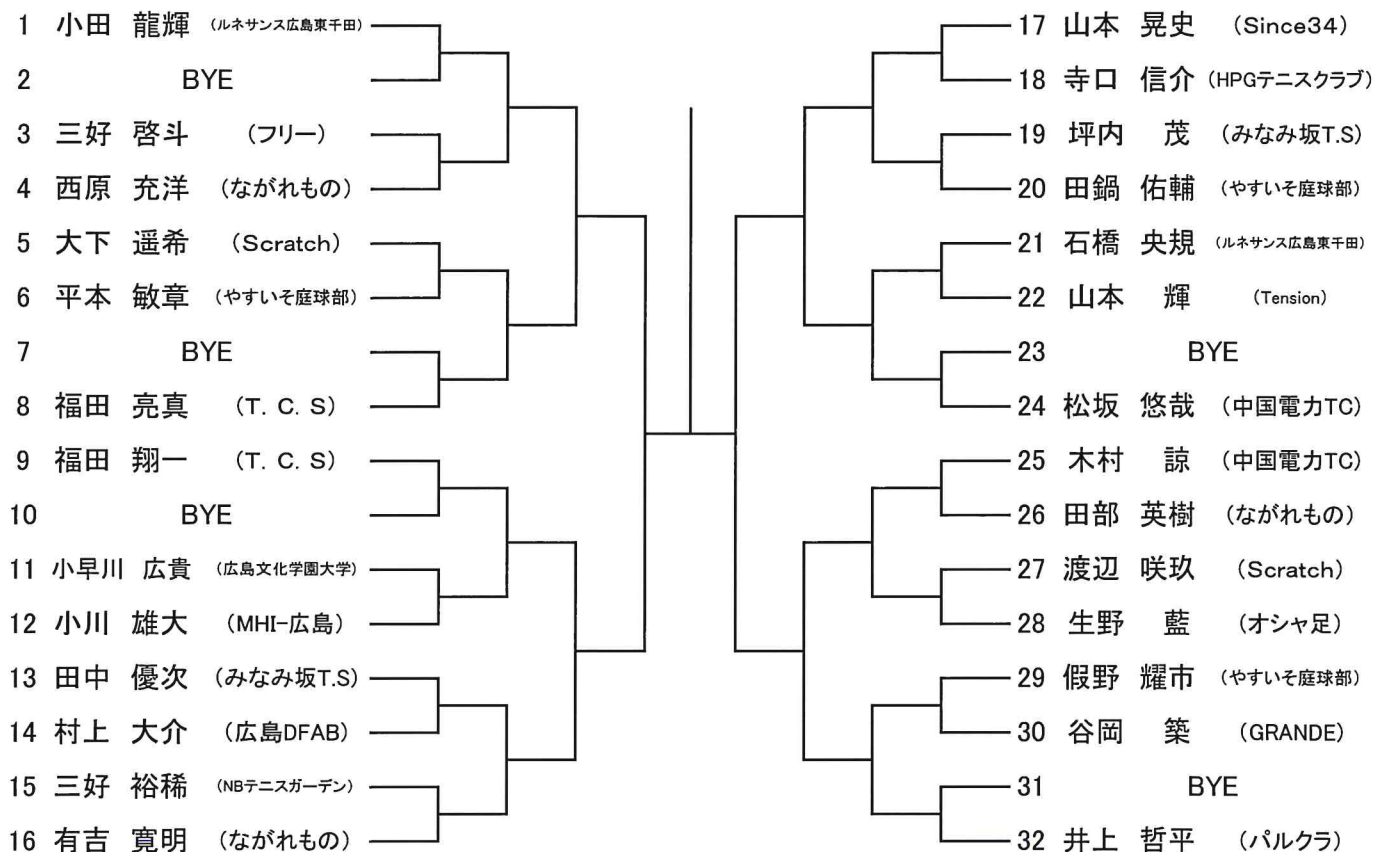 1 小田 龍輝 (ルネサンス広島東千田)
2 BYE
3 三好 啓斗 (フリー)
4 西原 充洋 (ながれもの)
5 大下 遥希 (Scratch)
6 平本 敏章 (やすいそ庭球部)
7 BYE
8 福田 亮真 (T. C. S)
9 福田 翔一 (T. C. S)
10 BYE
11 小早川 広貴 (広島文化学園大学)
12 小川 雄大 (MHI-広島)
13 田中 優次 (みなみ坂T.S)
14 村上 大介 (広島DFAB)
15 三好 裕稀 (NBテニスガーデン)
16 有吉 寛明 (ながれもの)
17 山本 晃史 (Since34)
18 寺口 信介 (HPGテニスクラブ)
19 坪内 茂 (みなみ坂T.S)
20 田鍋 佑輔 (やすいそ庭球部)
21 石橋 央規 (ルネサンス広島東千田)
22 山本 輝 (Tension)
23 BYE
24 松坂 悠哉 (中国電力TC)
25 木村 諒 (中国電力TC)
26 田部 英樹 (ながれもの)
27 渡辺 咲玖 (Scratch)
28 生野 藍 (オシャ足)
29 假野 耀市 (やすいそ庭球部)
30 谷岡 築 (GRANDE)
31 BYE
32 井上 哲平 (パルクラ)